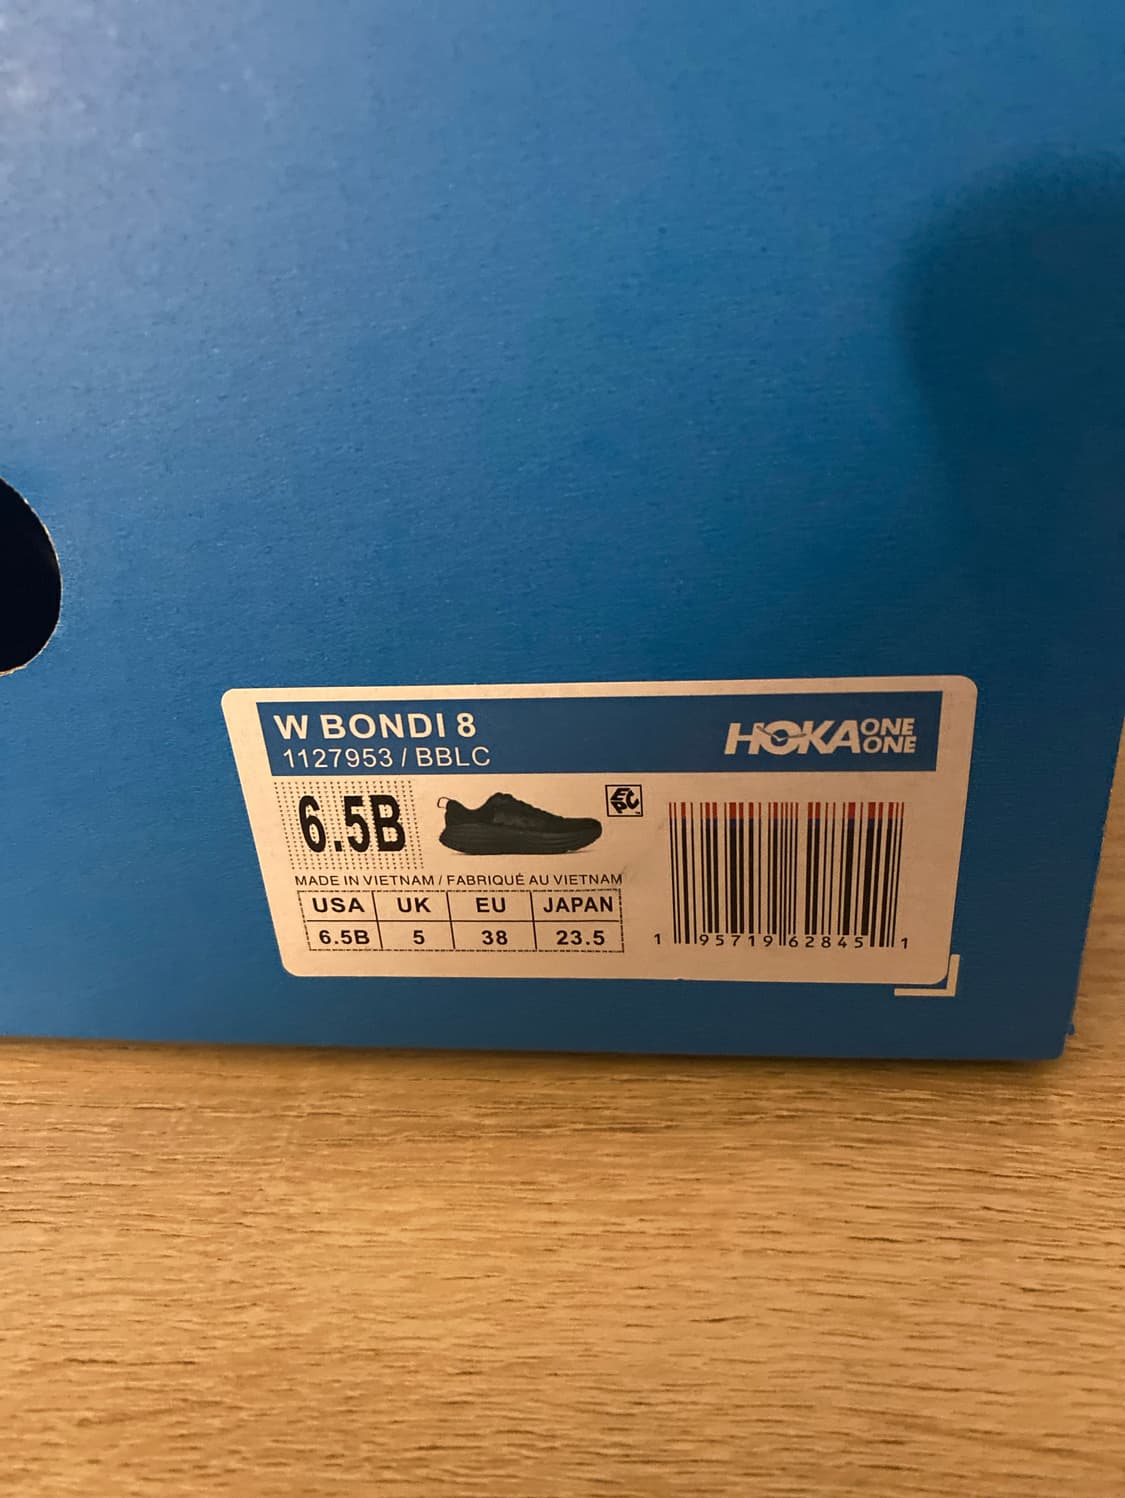 W BONDI 8
1127953 / BBLC
HOKA ONE ONE
6.5B
EPC
MADE IN VIETNAM / FABRIQUÉ AU VIETNAM
USA UK EU JAPAN
6.5B 5 38 23.5
1 95719 62845 1